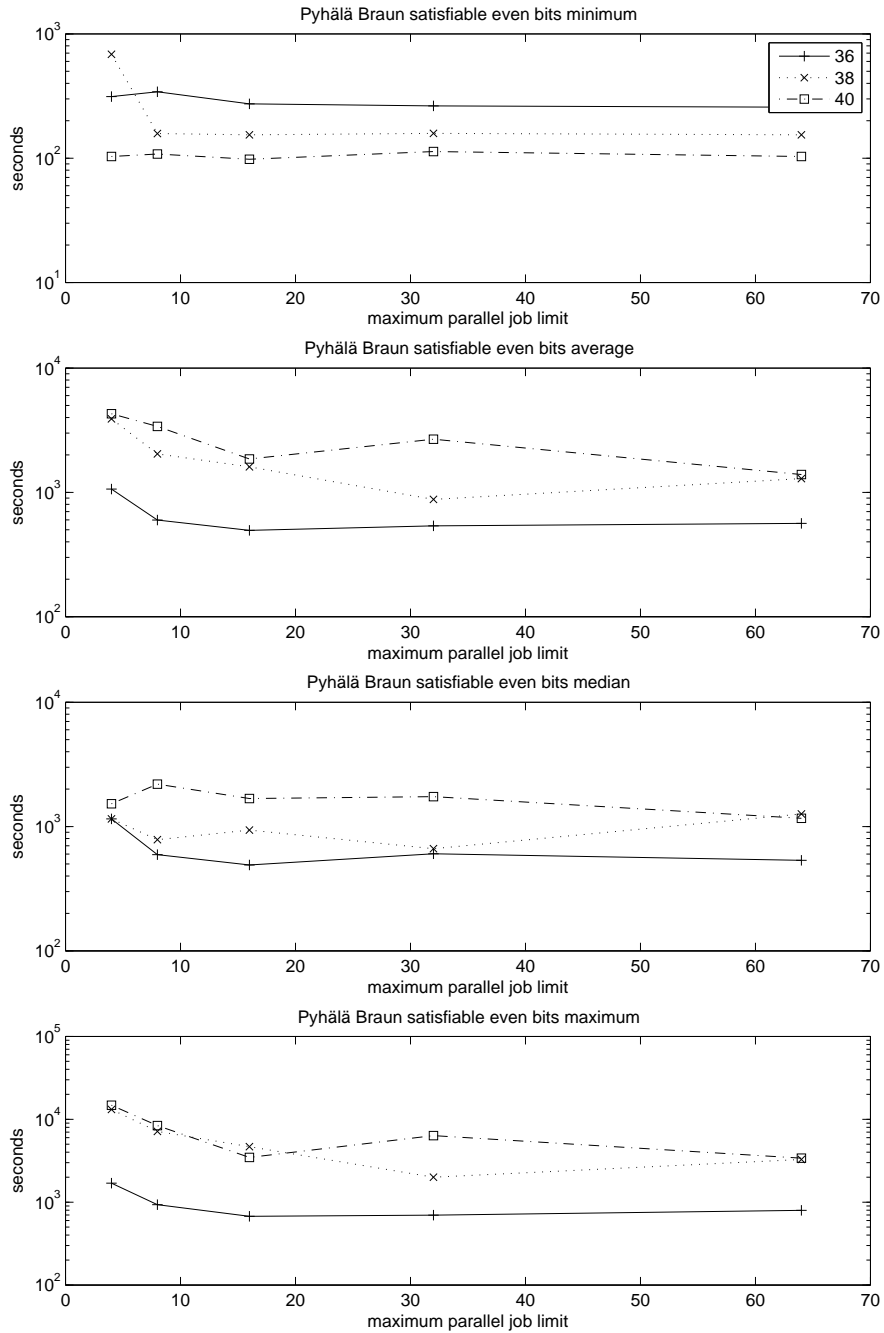 Pyhälä Braun satisfiable even bits minimum
10^3
36
38
40
10^2
seconds
10^1
0 10 20 30 40 50 60 70
maximum parallel job limit
Pyhälä Braun satisfiable even bits average
10^4
10^3
seconds
10^2
0 10 20 30 40 50 60 70
maximum parallel job limit
Pyhälä Braun satisfiable even bits median
10^4
10^3
seconds
10^2
0 10 20 30 40 50 60 70
maximum parallel job limit
Pyhälä Braun satisfiable even bits maximum
10^5
10^4
seconds
10^3
10^2
0 10 20 30 40 50 60 70
maximum parallel job limit